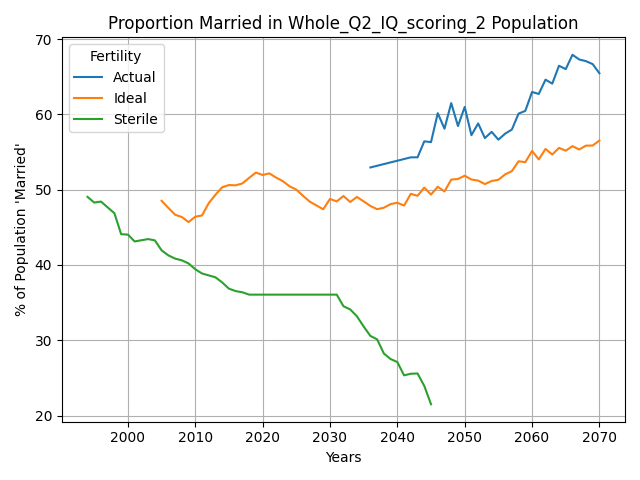 Proportion Married in Whole_Q2_IQ_scoring_2 Population
% of Population 'Married'
70
60
50
40
30
20
Fertility
Actual
Ideal
Sterile
2000 2010 2020 2030 2040 2050 2060 2070
Years